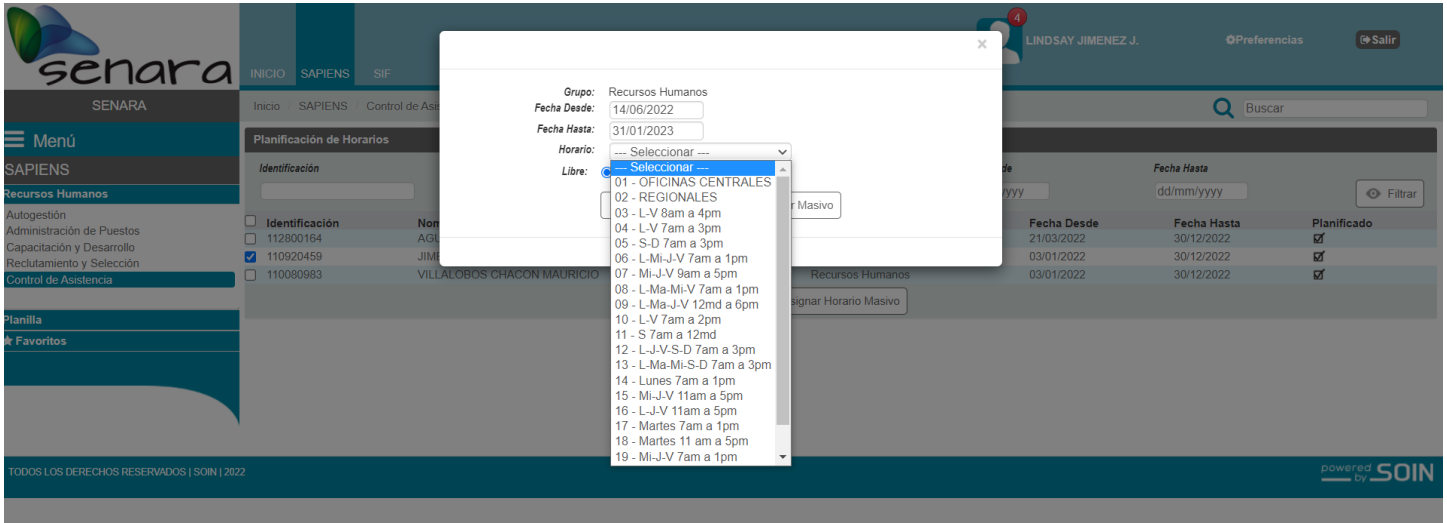 senara
INICIO SAPIENS SIF
4
LINDSAY JIMENEZ J.
Preferencias
Salir
SENARA
Inicio / SAPIENS / Control de Asis
Buscar
Menú
SAPIENS
Recursos Humanos
Autogestión
Administración de Puestos
Capacitación y Desarrollo
Reclutamiento y Selección
Control de Asistencia
Planilla
Favoritos
Planificación de Horarios
Identificación
Fecha Hasta
dd/mm/yyyy
Filtrar
Identificación
Fecha Desde Fecha Hasta Planificado
112800164 21/03/2022 30/12/2022
110920459 03/01/2022 30/12/2022
110080983 VILLALOBOS CHACON MAURICIO Recursos Humanos 03/01/2022 30/12/2022
signar Horario Masivo
×
Grupo: Recursos Humanos
Fecha Desde: 14/06/2022
Fecha Hasta: 31/01/2023
Horario: --- Seleccionar ---
Libre:
r Masivo
--- Seleccionar ---
01 - OFICINAS CENTRALES
02 - REGIONALES
03 - L-V 8am a 4pm
04 - L-V 7am a 3pm
05 - S-D 7am a 3pm
06 - L-Mi-J-V 7am a 1pm
07 - Mi-J-V 9am a 5pm
08 - L-Ma-Mi-V 7am a 1pm
09 - L-Ma-J-V 12md a 6pm
10 - L-V 7am a 2pm
11 - S 7am a 12md
12 - L-J-V-S-D 7am a 3pm
13 - L-Ma-Mi-S-D 7am a 3pm
14 - Lunes 7am a 1pm
15 - Mi-J-V 11am a 5pm
16 - L-J-V 11am a 5pm
17 - Martes 7am a 1pm
18 - Martes 11 am a 5pm
19 - Mi-J-V 7am a 1pm
TODOS LOS DERECHOS RESERVADOS | SOIN | 2022
powered by SOIN